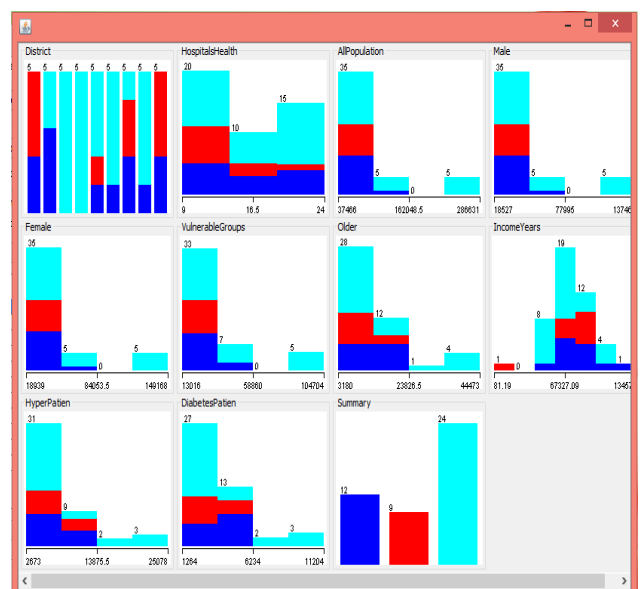 District
5 5 5 5 5 5 5 5 5
HospitalsHealth
20
10
15
9 16.5 24
AllPopulation
35
5
0
5
37466 162048.5 286631
Male
35
5
0
5
18527 77995 13746
Female
35
5
0
5
18939 84053.5 149168
VulnerableGroups
33
7
0
5
13016 58860 104704
Older
28
12
1
4
3180 23826.5 44473
IncomeYears
1
0
8
19
12
4
1
81.19 67327.09 13457
HyperPatien
31
9
2
3
2673 13875.5 25078
DiabetesPatien
27
13
2
3
1264 6234 11204
Summary
12
9
24